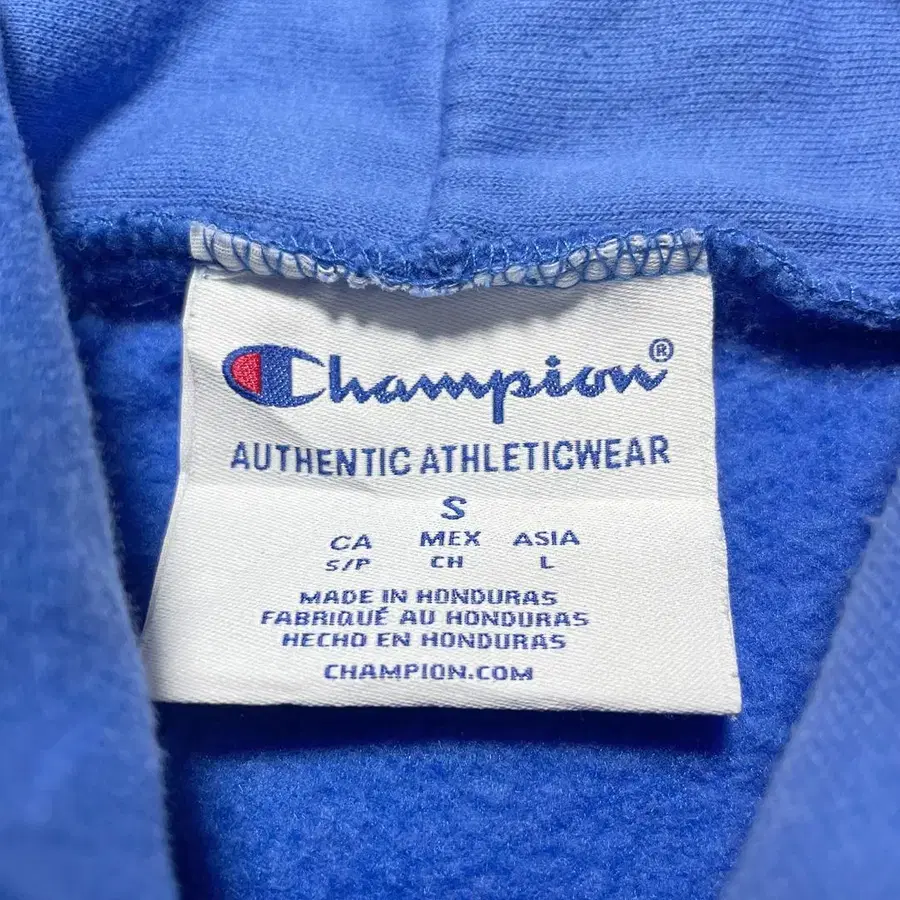 Champion®
AUTHENTIC ATHLETICWEAR
S
CA MEX ASIA
S/P CH L
MADE IN HONDURAS
FABRIQUÉ AU HONDURAS
HECHO EN HONDURAS
CHAMPION.COM